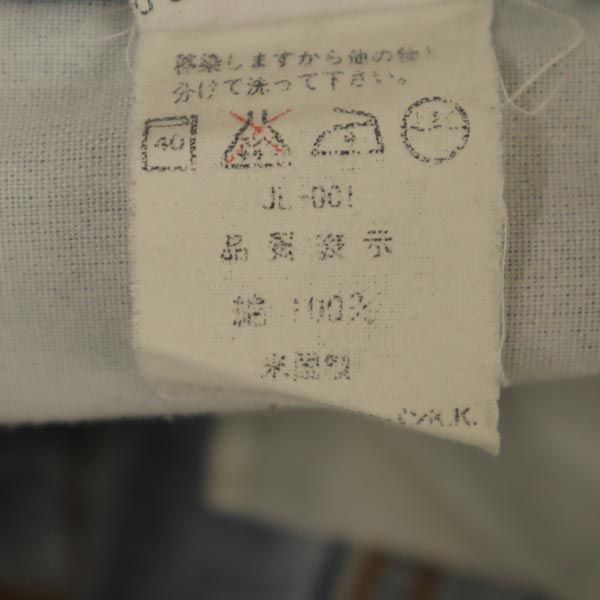 移染しますから他の物と
分けて洗って下さい。
40
JL-001
品質表示
綿 100%
米国製
K.K.